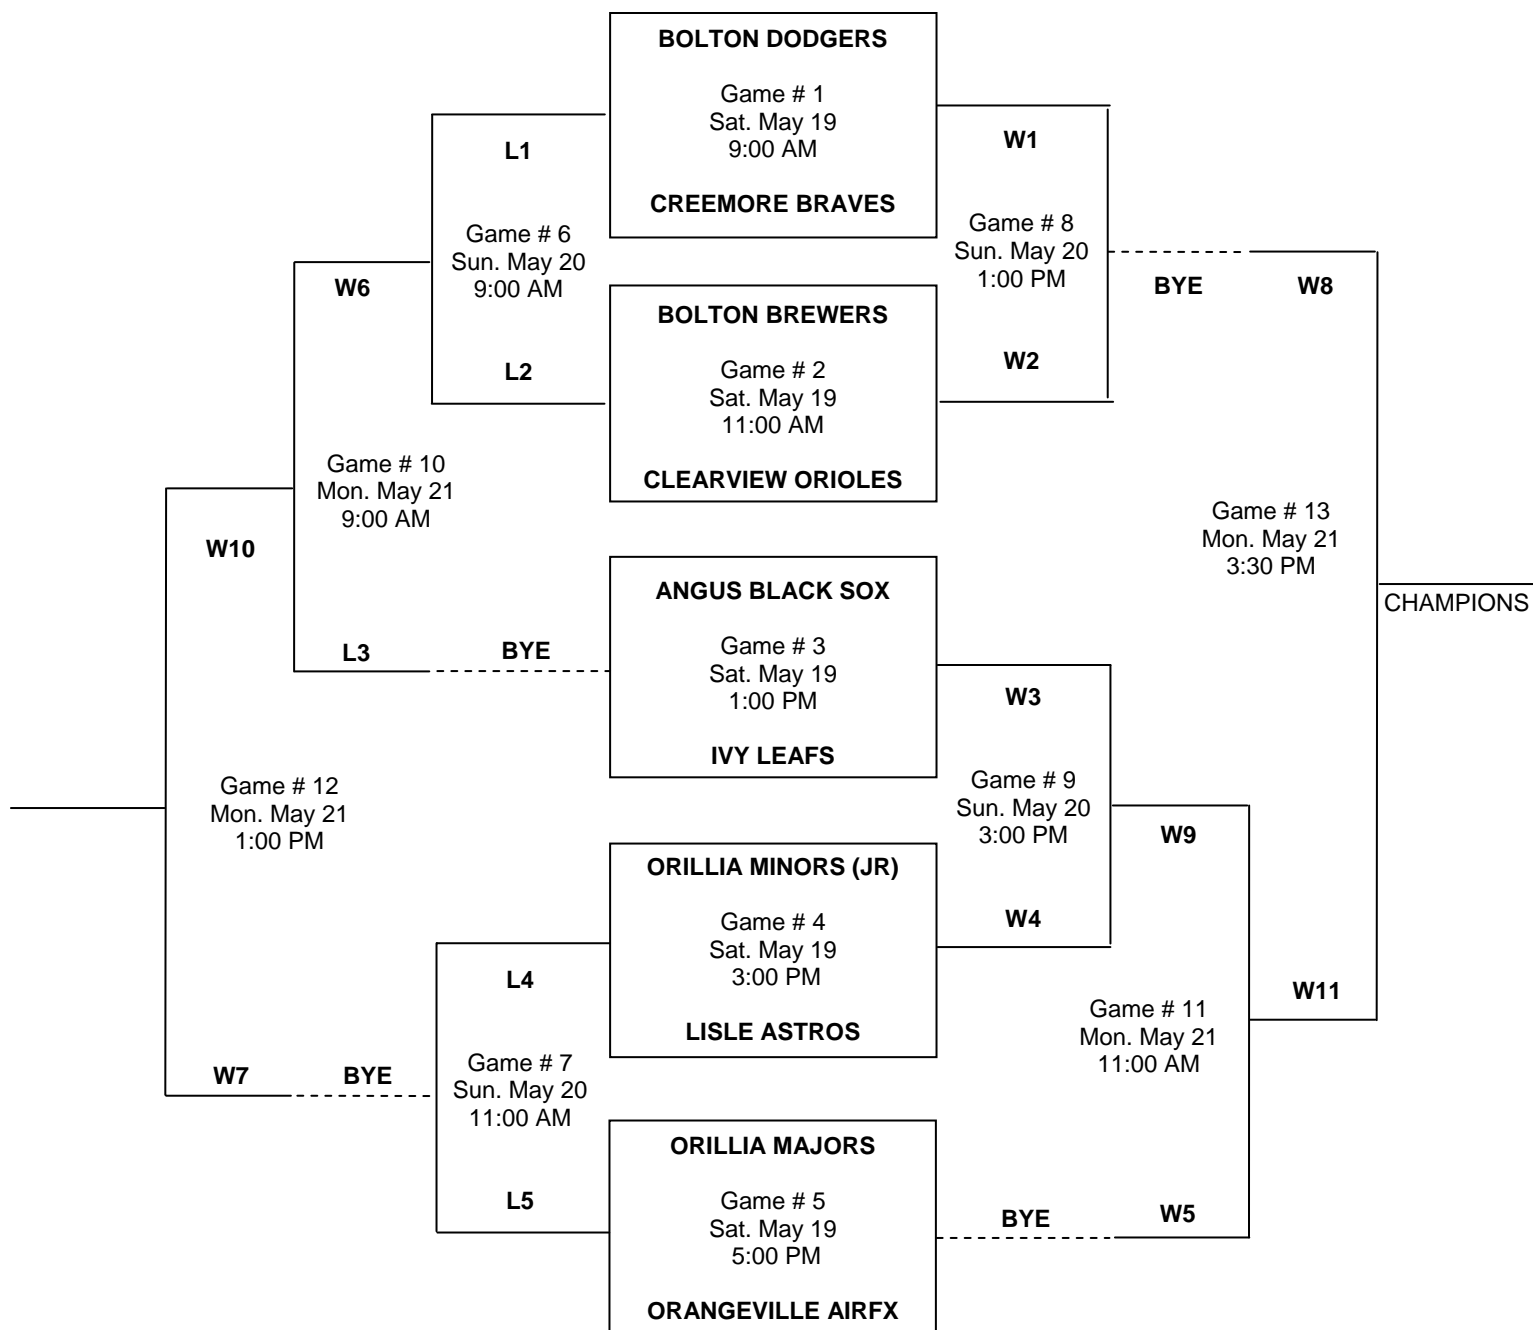 BOLTON DODGERS
Game # 1
Sat. May 19
9:00 AM
CREEMORE BRAVES
L1
W1
Game # 6
Sun. May 20
9:00 AM
Game # 8
Sun. May 20
1:00 PM
W6
BYE
W8
BOLTON BREWERS
Game # 2
Sat. May 19
11:00 AM
CLEARVIEW ORIOLES
L2
W2
Game # 10
Mon. May 21
9:00 AM
Game # 13
Mon. May 21
3:30 PM
W10
CHAMPIONS
ANGUS BLACK SOX
Game # 3
Sat. May 19
1:00 PM
IVY LEAFS
L3
BYE
W3
Game # 12
Mon. May 21
1:00 PM
Game # 9
Sun. May 20
3:00 PM
W9
ORILLIA MINORS (JR)
Game # 4
Sat. May 19
3:00 PM
LISLE ASTROS
W4
L4
W11
Game # 11
Mon. May 21
11:00 AM
W7
BYE
Game # 7
Sun. May 20
11:00 AM
ORILLIA MAJORS
Game # 5
Sat. May 19
5:00 PM
ORANGEVILLE AIRFX
L5
BYE
W5